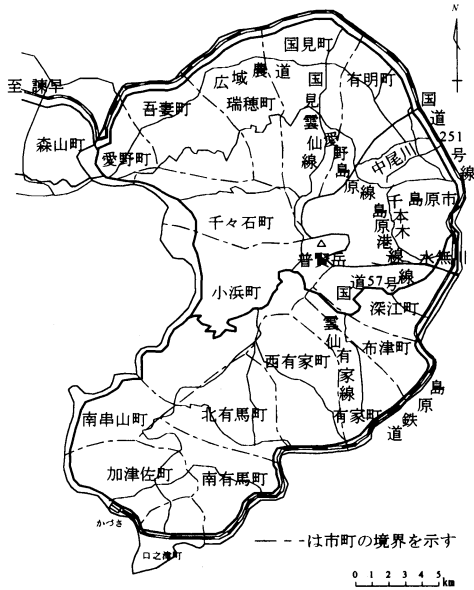 N
国見町
広域農道
国見雲仙線
有明町
至諫早
吾妻町
瑞穂町
国道251号線
森山町
愛野町
愛野島原線
中尾川
千本木島原港線
島原市
千々石町
普賢岳
水無川
小浜町
国道57号線
深江町
雲仙有家線
布津町
西有家町
島原鉄道
南串山町
北有馬町
有家町
加津佐町
南有馬町
かづさ
口之津町
は市町の境界を示す
0 1 2 3 4 5km